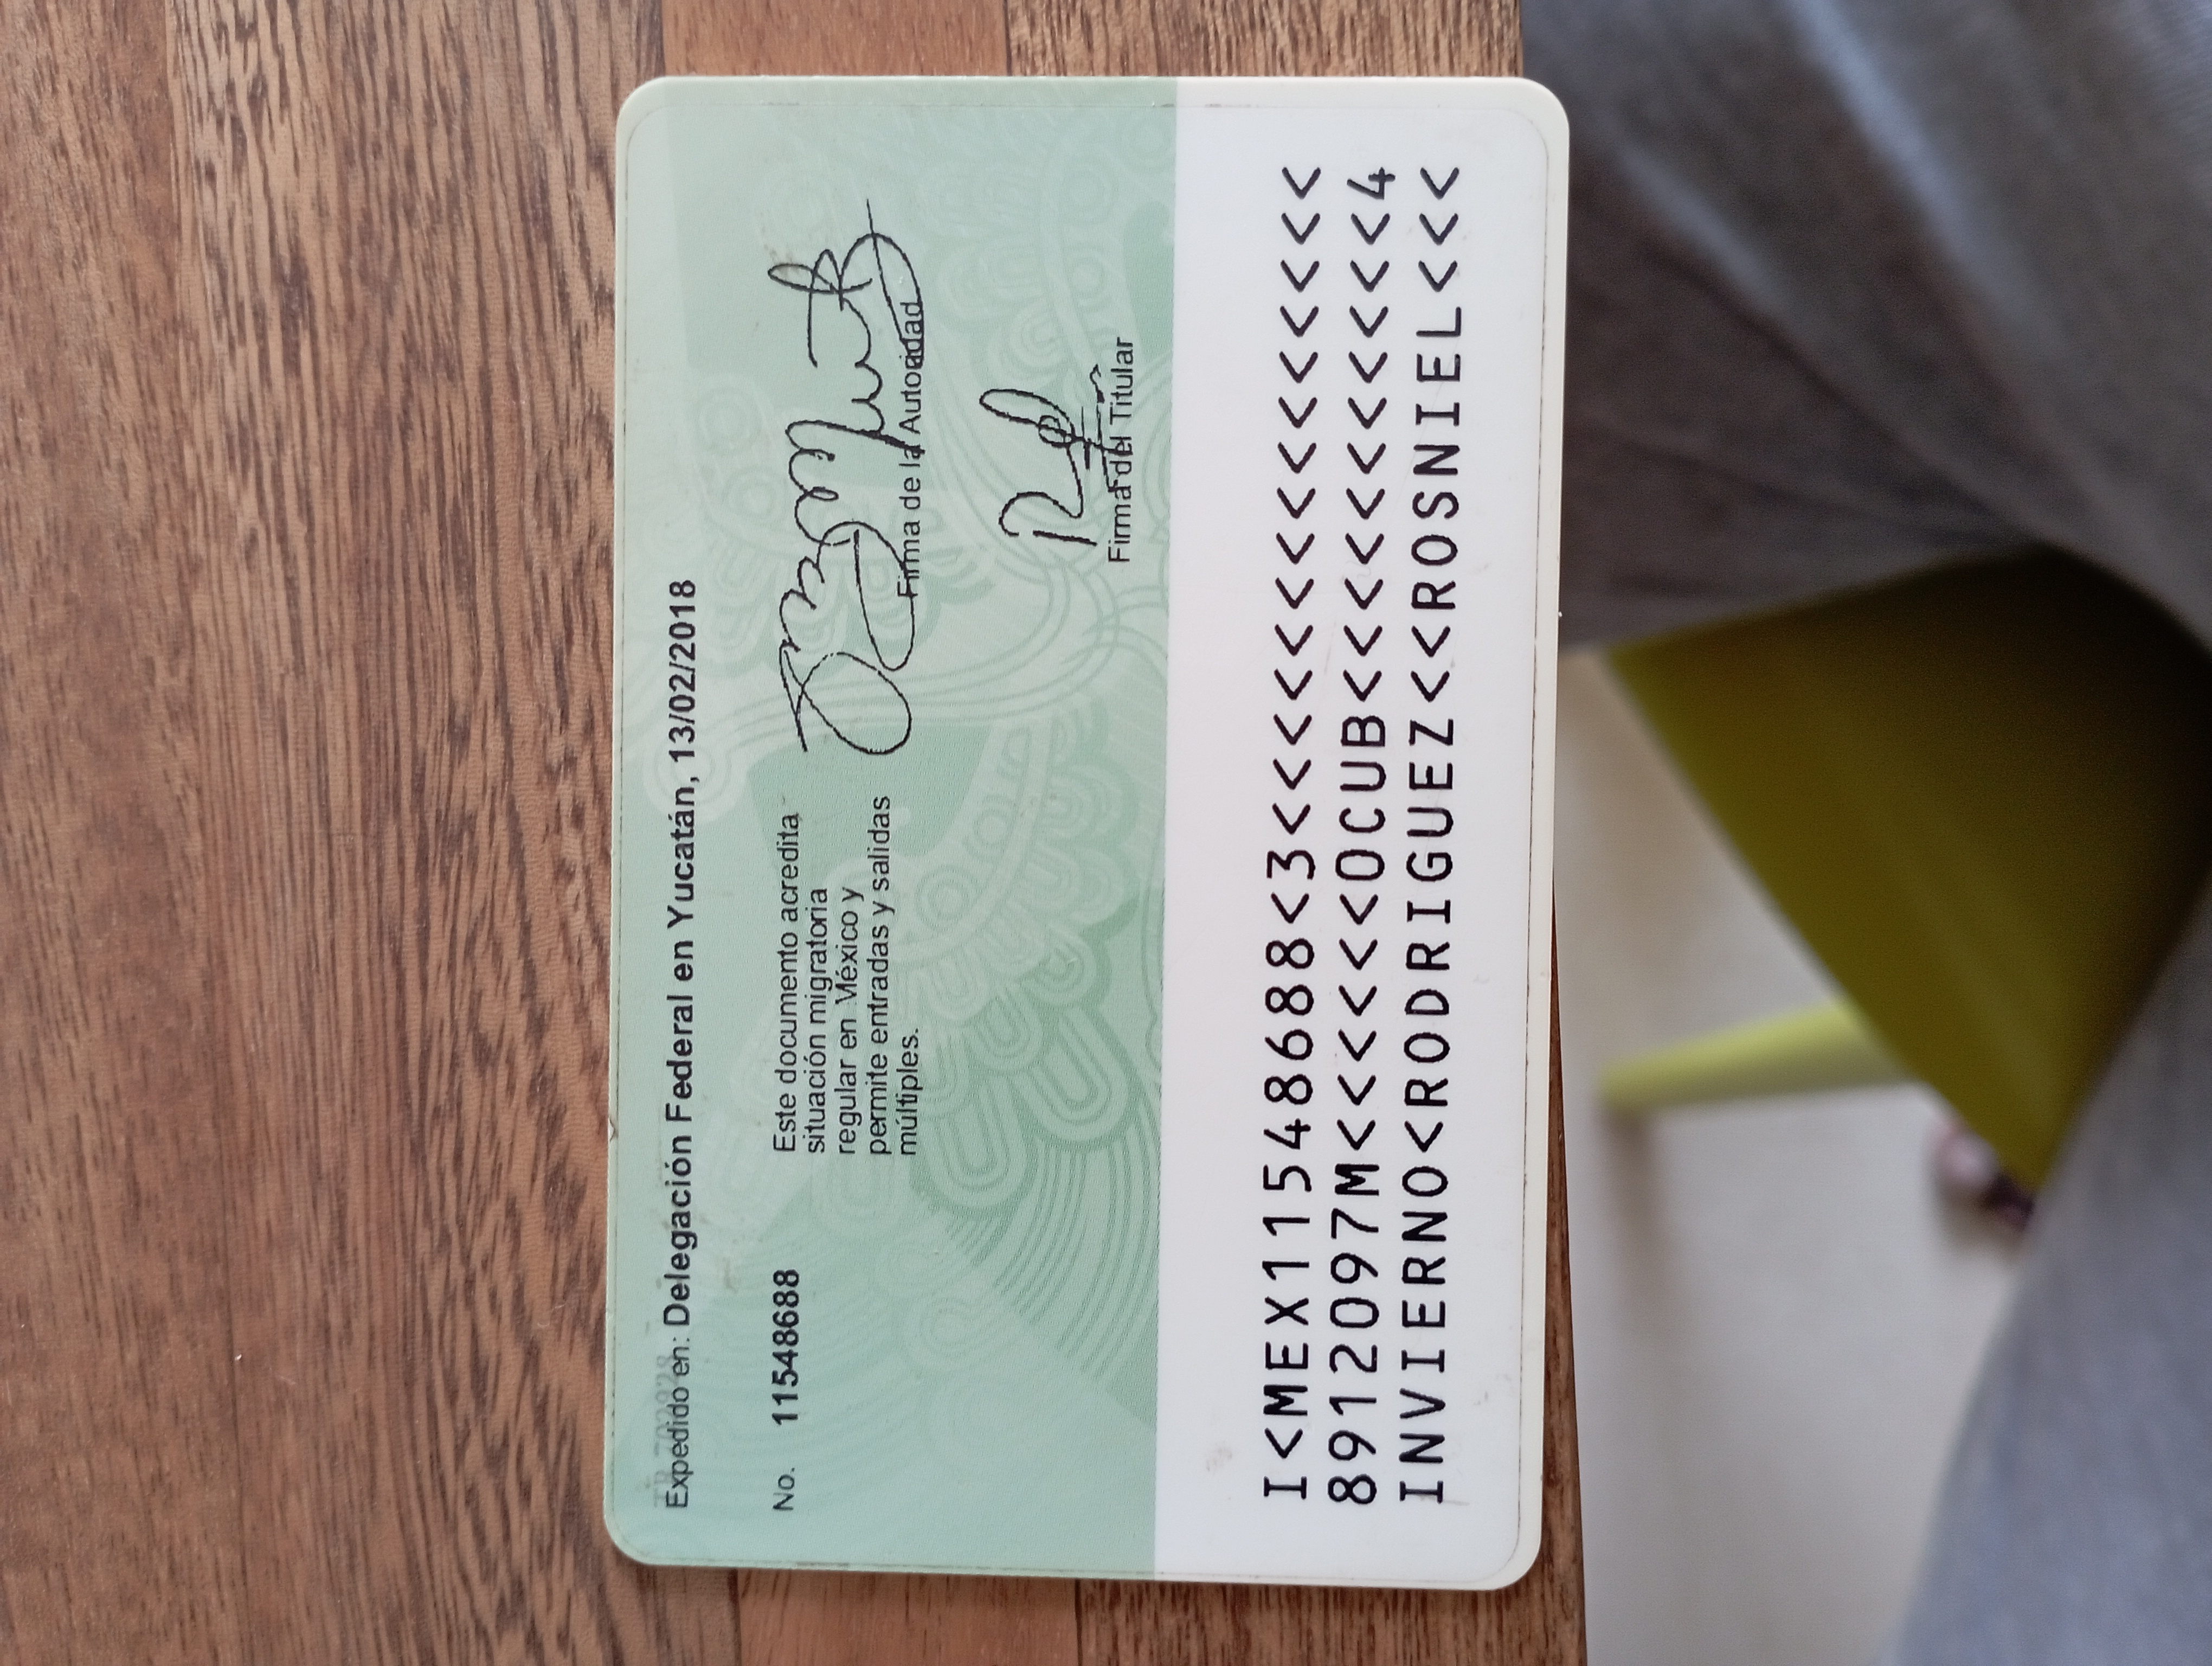 Expedido en: Delegación Federal en Yucatán, 13/02/2018
No. 11548688
Este documento acredita
situación migratoria
regular en México y
permite entradas y salidas
múltiples.
Firma de la Autoridad
Firma del Titular
I<MEX11548688<3<<<<<<<<<<<<<<<
8912097M<<<<<<OCUB<<<<<<<<<<<4
INVIERNO<RODRIGUEZ<<ROSNIEL<<<